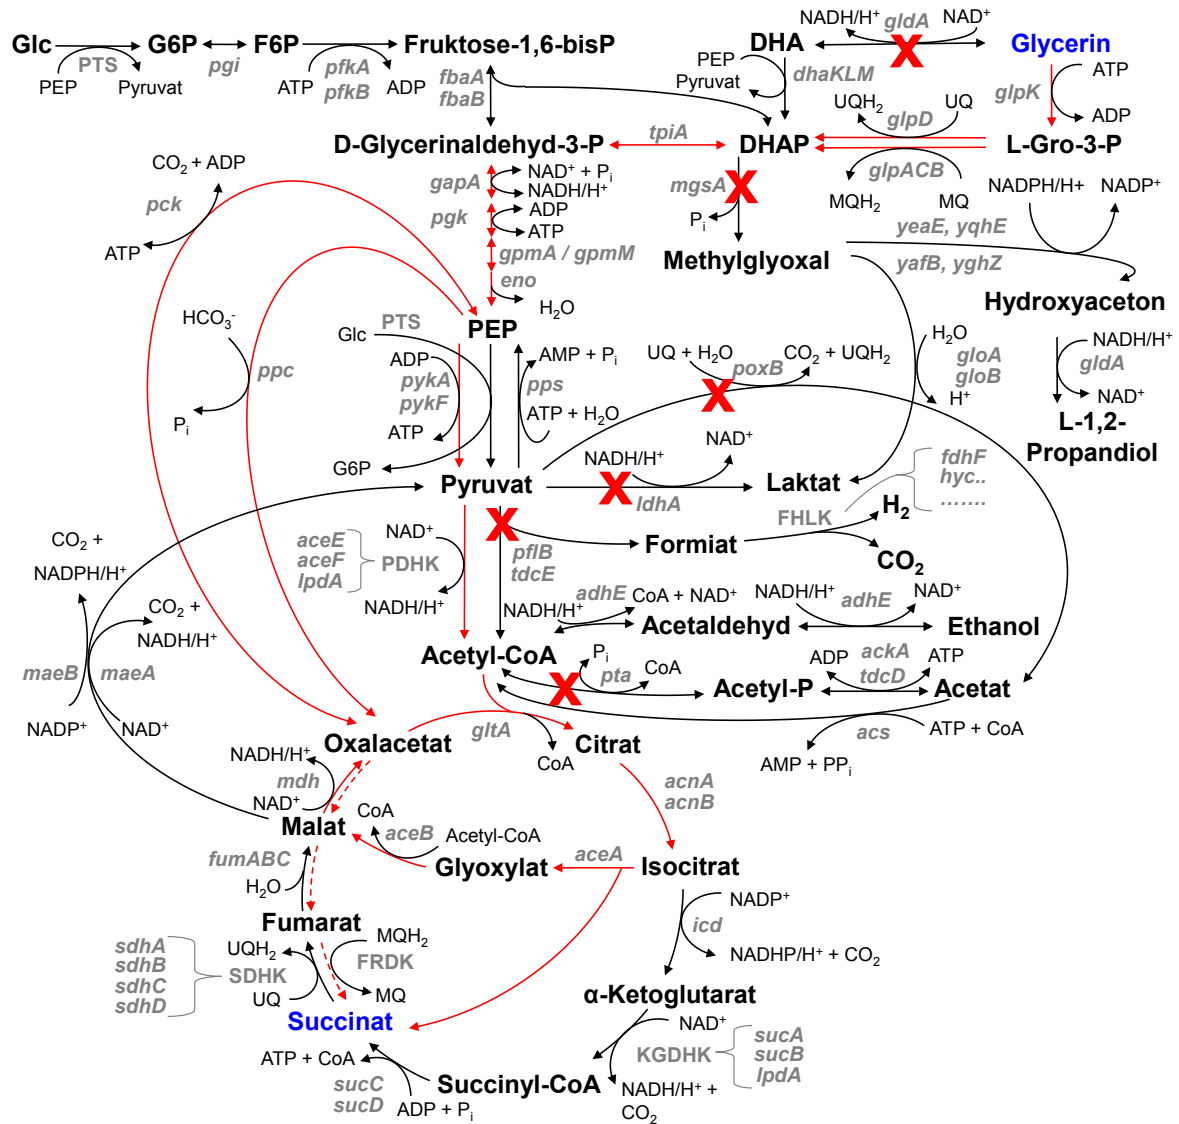 NADH/H⁺ gldA NAD⁺
Glc G6P F6P Fruktose-1,6-bisP DHA Glycerin
PTS pgi pfkA
pfkB
PEP Pyruvat ATP ADP
fbaA
fbaB
PEP
Pyruvat
dhaKLM
glpK
ATP
ADP
UQH₂ UQ
glpD
D-Glycerinaldehyd-3-P tpiA DHAP L-Gro-3-P
glpACB
MQH₂ MQ
CO₂ + ADP
pck
ATP
gapA
NAD⁺ + Pᵢ
NADH/H⁺
pgk
ADP
ATP
gpmA / gpmM
eno
H₂O
mgsA
Pᵢ
NADPH/H+ NADP⁺
yeaE, yqhE
Methylglyoxal
yafB, yghZ
Hydroxyaceton
HCO₃⁻
ppc
Pᵢ
PEP
Glc PTS
ADP
pykA
pykF
ATP
G6P
AMP + Pᵢ
pps
ATP + H₂O
UQ + H₂O CO₂ + UQH₂
poxB
H₂O
gloA
gloB
H⁺
NADH/H⁺
gldA
NAD⁺
L-1,2-
Propandiol
NADH/H⁺ NAD⁺
Pyruvat Laktat
ldhA
fdhF
hyc..
.......
FHLK H₂
Formiat
CO₂
aceE
aceF
lpdA
PDHK
NAD⁺
NADH/H⁺
pflB
tdcE
CO₂ +
NADPH/H⁺
CO₂ +
NADH/H⁺
maeB maeA
NADP⁺ NAD⁺
NADH/H⁺ adhE CoA + NAD⁺
NADH/H⁺ NAD⁺
adhE
Acetaldehyd Ethanol
Acetyl-CoA
Pᵢ
pta CoA
ADP ackA ATP
tdcD
Acetyl-P Acetat
acs
ATP + CoA
AMP + PPᵢ
Oxalacetat gltA Citrat
CoA
NADH/H⁺
mdh
NAD⁺
Malat
acnA
acnB
CoA
aceB Acetyl-CoA
Glyoxylat aceA Isocitrat
fumABC
H₂O
Fumarat
NADP⁺
icd
NADHP/H⁺ + CO₂
sdhA
sdhB
sdhC
sdhD
SDHK
UQH₂
UQ
MQH₂
FRDK
MQ
α-Ketoglutarat
Succinat
NAD⁺
KGDHK
sucA
sucB
lpdA
NADH/H⁺ +
CO₂
ATP + CoA
sucC
sucD
ADP + Pᵢ
Succinyl-CoA